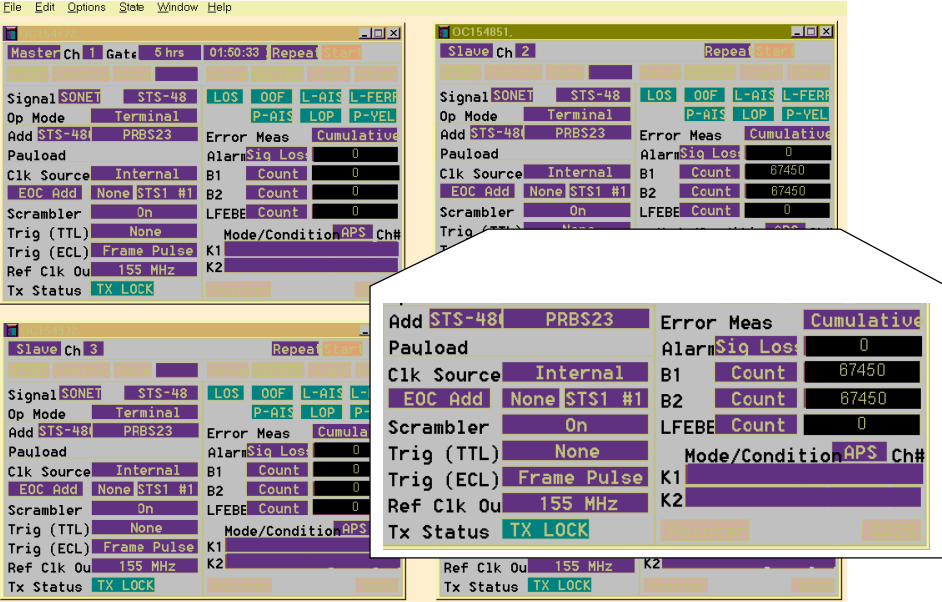 File Edit Options State Window Help
Master Ch 1 Gate 5 hrs 01:50:33 Repeat Start
Signal SONET STS-48 LOS OOF L-AIS L-FERF
Op Mode Terminal P-AIS LOP P-YEL
Add STS-48 PRBS23 Error Meas Cumulative
Payload Alarm Sig Loss 0
Clk Source Internal B1 Count 0
EOC Add None STS1 #1 B2 Count 0
Scrambler On LFEBE Count 0
Trig (TTL) None Mode/Condition APS Ch#
Trig (ECL) Frame Pulse K1
Ref Clk Ou 155 MHz K2
Tx Status TX LOCK
OC154851,
Slave Ch 2 Repeat Start
Signal SONET STS-48 LOS OOF L-AIS L-FERF
Op Mode Terminal P-AIS LOP P-YEL
Add STS-48 PRBS23 Error Meas Cumulative
Payload Alarm Sig Loss 0
Clk Source Internal B1 Count 67450
EOC Add None STS1 #1 B2 Count 67450
Scrambler On LFEBE Count 0
Trig (TTL) None Mode/Condition APS Ch#
Slave Ch 3 Repeat Start
Signal SONET STS-48 LOS OOF L-AIS L-
Op Mode Terminal P-AIS LOP P-
Add STS-48 PRBS23 Error Meas Cumula
Payload Alarm Sig Loss 0
Clk Source Internal B1 Count 0
EOC Add None STS1 #1 B2 Count 0
Scrambler On LFEBE Count 0
Trig (TTL) None Mode/Condition APS
Trig (ECL) Frame Pulse K1
Ref Clk Ou 155 MHz K2
Tx Status TX LOCK
Add STS-48 PRBS23 Error Meas Cumulative
Payload Alarm Sig Loss 0
Clk Source Internal B1 Count 67450
EOC Add None STS1 #1 B2 Count 67450
Scrambler On LFEBE Count 0
Trig (TTL) None Mode/Condition APS Ch#
Trig (ECL) Frame Pulse K1
Ref Clk Ou 155 MHz K2
Tx Status TX LOCK
Ref Clk Ou 155 MHz K2
Tx Status TX LOCK